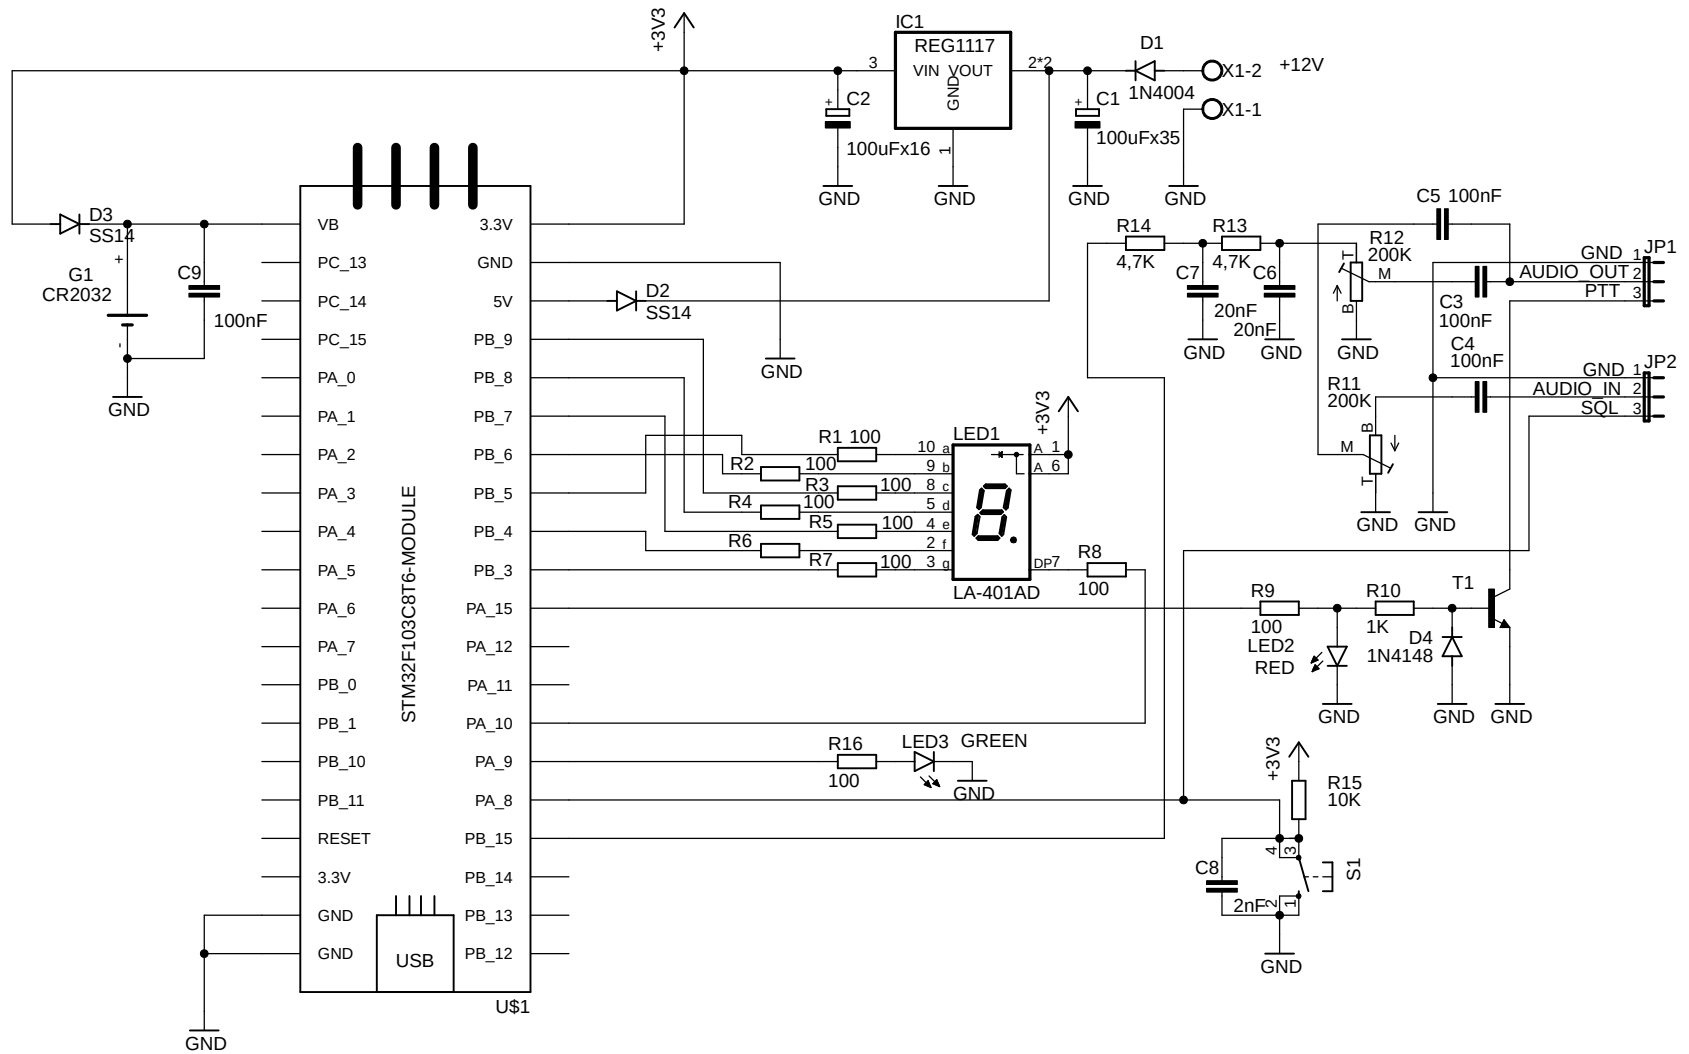 +3V3
IC1
REG1117
3 VIN VOUT 2*2
GND
1
D1
1N4004
X1-2 +12V
X1-1
+ C2
100uFx16
GND
GND
+ C1
100uFx35
GND
GND
D3
SS14
G1
CR2032
+
-
C9
100nF
GND
VB
PC_13
PC_14
PC_15
PA_0
PA_1
PA_2
PA_3
PA_4
PA_5
PA_6
PA_7
PB_0
PB_1
PB_10
PB_11
RESET
3.3V
GND
GND
STM32F103C8T6-MODULE
USB
U$1
GND
3.3V
GND
5V
PB_9
PB_8
PB_7
PB_6
PB_5
PB_4
PB_3
PA_15
PA_12
PA_11
PA_10
PA_9
PA_8
PB_15
PB_14
PB_13
PB_12
D2
SS14
GND
R1 100
R2 100
R3 100
R4 100
R5 100
R6
R7 100
LED1
10 a
9 b
8 c
5 d
4 e
2 f
3 g
A 1
A 6
DP7
LA-401AD
+3V3
R8
100
R14
4,7K
R13
4,7K
C7
20nF
GND
C6
20nF
GND
R12
200K
T
M
B
GND
C5 100nF
C3
100nF
C4
100nF
JP1
GND 1
AUDIO_OUT 2
PTT 3
JP2
GND 1
AUDIO_IN 2
SQL 3
R11
200K
B
M
T
GND
GND
R9
100
LED2
RED
GND
R10
1K
D4
1N4148
GND
T1
GND
R16
100
LED3 GREEN
GND
+3V3
R15
10K
C8
2nF
4 3
2 1
S1
GND